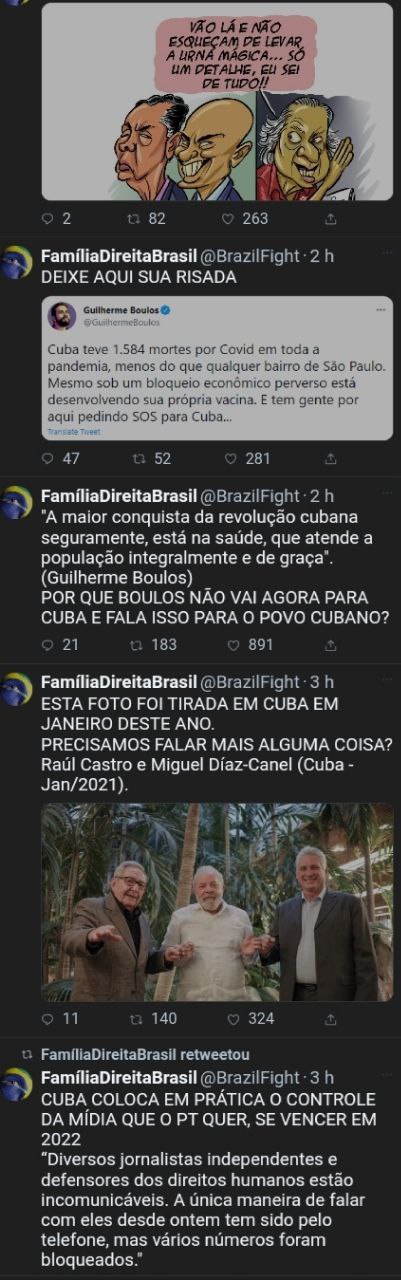 VÃO LÁ E NÃO
ESQUEÇAM DE LEVAR
A URNA MÁGICA... SÓ
UM DETALHE, EU SEI
DE TUDO!!
2 82 263
FamíliaDireitaBrasil @BrazilFight · 2 h
DEIXE AQUI SUA RISADA
Guilherme Boulos
@GuilhermeBoulos
Cuba teve 1.584 mortes por Covid em toda a
pandemia, menos do que qualquer bairro de São Paulo.
Mesmo sob um bloqueio econômico perverso está
desenvolvendo sua própria vacina. E tem gente por
aqui pedindo SOS para Cuba...
Translate Tweet
47 52 281
FamíliaDireitaBrasil @BrazilFight · 2 h
"A maior conquista da revolução cubana
seguramente, está na saúde, que atende a
população integralmente e de graça".
(Guilherme Boulos)
POR QUE BOULOS NÃO VAI AGORA PARA
CUBA E FALA ISSO PARA O POVO CUBANO?
21 183 891
FamíliaDireitaBrasil @BrazilFight · 3 h
ESTA FOTO FOI TIRADA EM CUBA EM
JANEIRO DESTE ANO.
PRECISAMOS FALAR MAIS ALGUMA COISA?
Raúl Castro e Miguel Díaz-Canel (Cuba -
Jan/2021).
11 140 324
FamíliaDireitaBrasil retweetou
FamíliaDireitaBrasil @BrazilFight · 3 h
CUBA COLOCA EM PRÁTICA O CONTROLE
DA MÍDIA QUE O PT QUER, SE VENCER EM
2022
“Diversos jornalistas independentes e
defensores dos direitos humanos estão
incomunicáveis. A única maneira de falar
com eles desde ontem tem sido pelo
telefone, mas vários números foram
bloqueados."